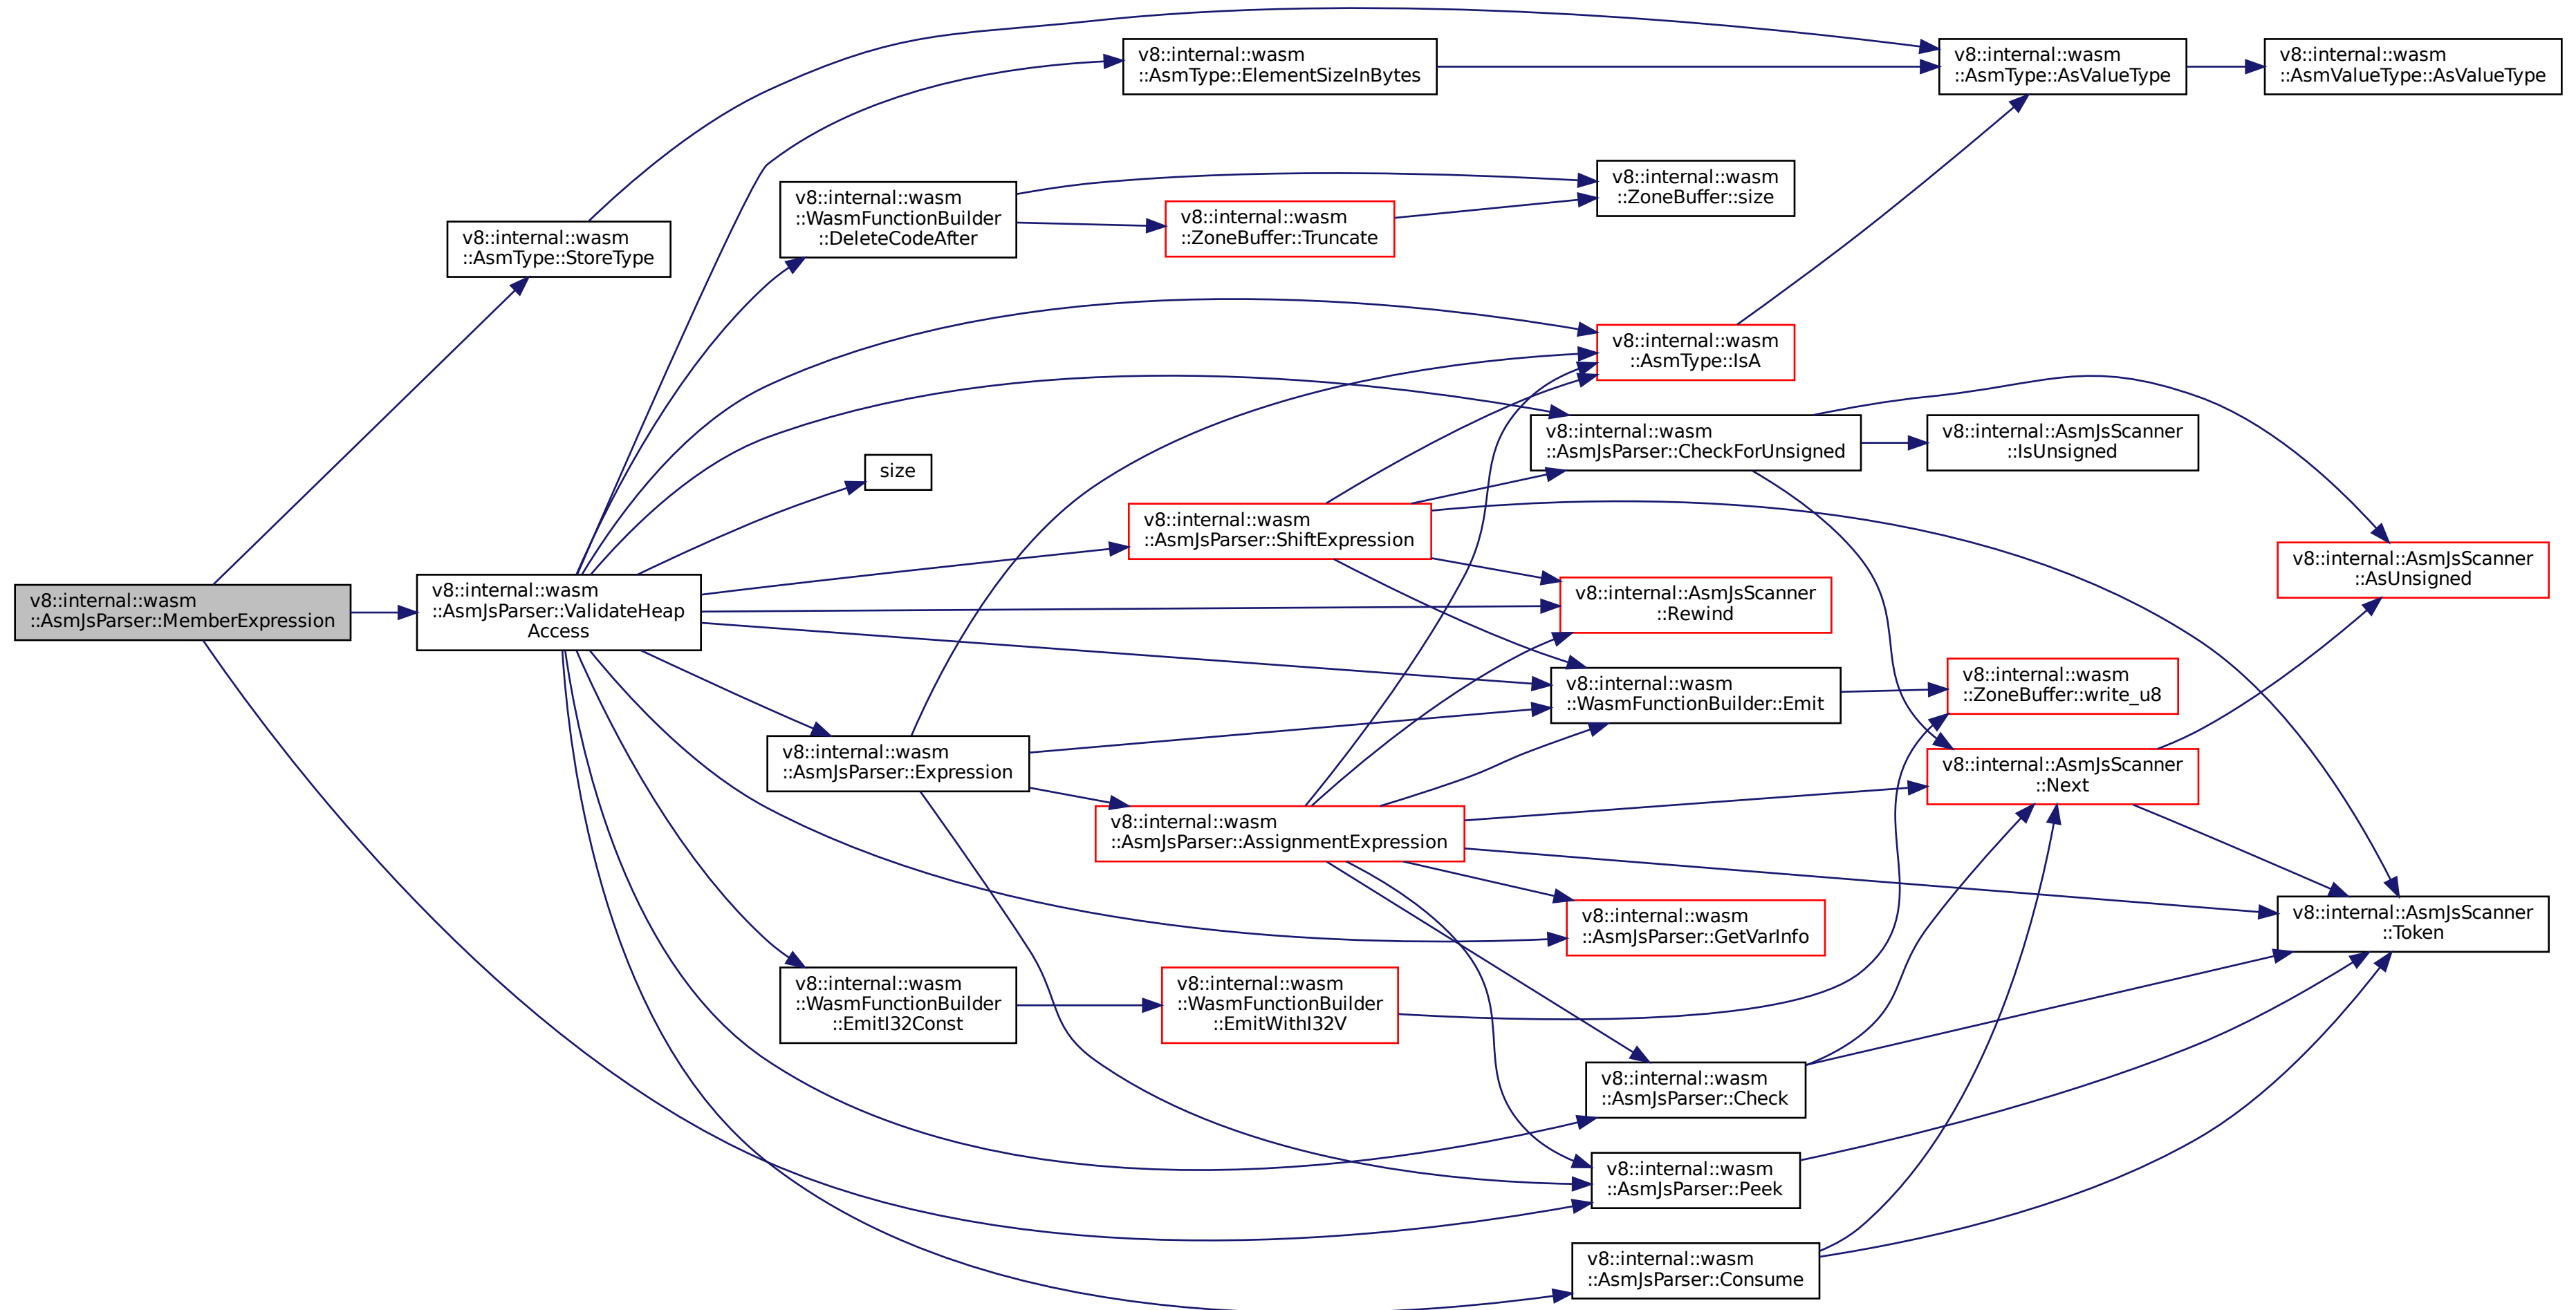 v8::internal::wasm
::AsmJsParser::MemberExpression
v8::internal::wasm
::AsmType::StoreType
v8::internal::wasm
::AsmJsParser::ValidateHeap
Access
v8::internal::wasm
::AsmType::ElementSizeInBytes
v8::internal::wasm
::AsmType::AsValueType
v8::internal::wasm
::AsmValueType::AsValueType
v8::internal::wasm
::WasmFunctionBuilder
::DeleteCodeAfter
v8::internal::wasm
::ZoneBuffer::Truncate
v8::internal::wasm
::ZoneBuffer::size
v8::internal::wasm
::AsmType::IsA
size
v8::internal::wasm
::AsmJsParser::CheckForUnsigned
v8::internal::AsmJsScanner
::IsUnsigned
v8::internal::wasm
::AsmJsParser::ShiftExpression
v8::internal::AsmJsScanner
::AsUnsigned
v8::internal::AsmJsScanner
::Rewind
v8::internal::wasm
::WasmFunctionBuilder::Emit
v8::internal::wasm
::ZoneBuffer::write_u8
v8::internal::wasm
::AsmJsParser::Expression
v8::internal::AsmJsScanner
::Next
v8::internal::wasm
::AsmJsParser::AssignmentExpression
v8::internal::wasm
::AsmJsParser::GetVarInfo
v8::internal::AsmJsScanner
::Token
v8::internal::wasm
::WasmFunctionBuilder
::EmitI32Const
v8::internal::wasm
::WasmFunctionBuilder
::EmitWithI32V
v8::internal::wasm
::AsmJsParser::Check
v8::internal::wasm
::AsmJsParser::Peek
v8::internal::wasm
::AsmJsParser::Consume